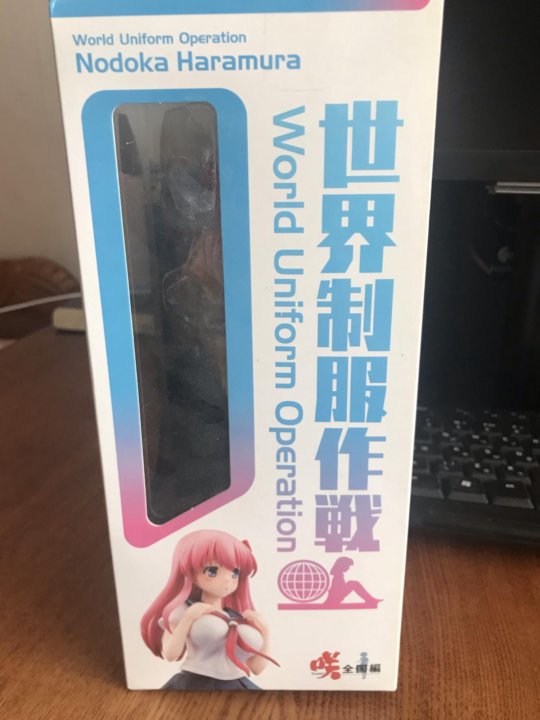 World Uniform Operation
Nodoka Haramura
世界制服作戦
World Uniform Operation
咲 全国編